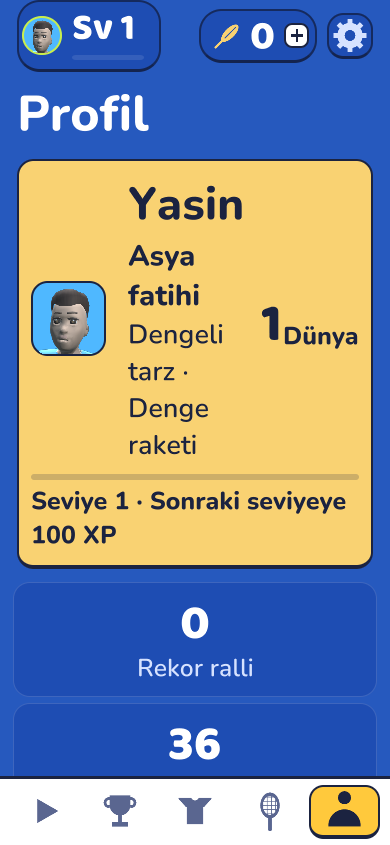 Sv 1
0
Profil
Yasin
Asya
fatihi
Dengeli
tarz ·
Denge
raketi
1 Dünya
Seviye 1 · Sonraki seviyeye
100 XP
0
Rekor ralli
36